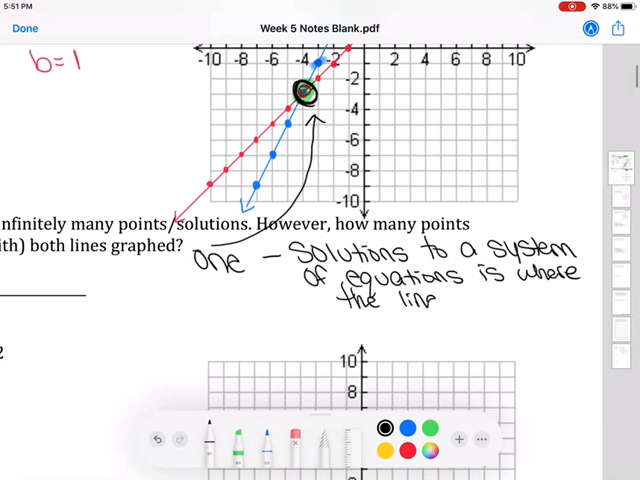 5:51 PM
88%
Done
Week 5 Notes Blank.pdf
b=1
-10 -8 -6 -4 -2 2 4 6 8 10
-2
-4
-6
-8
-10
infinitely many points/solutions. However, how many points
ith) both lines graphed?
one - solutions to a system
of equations is where
the line
2
10
8